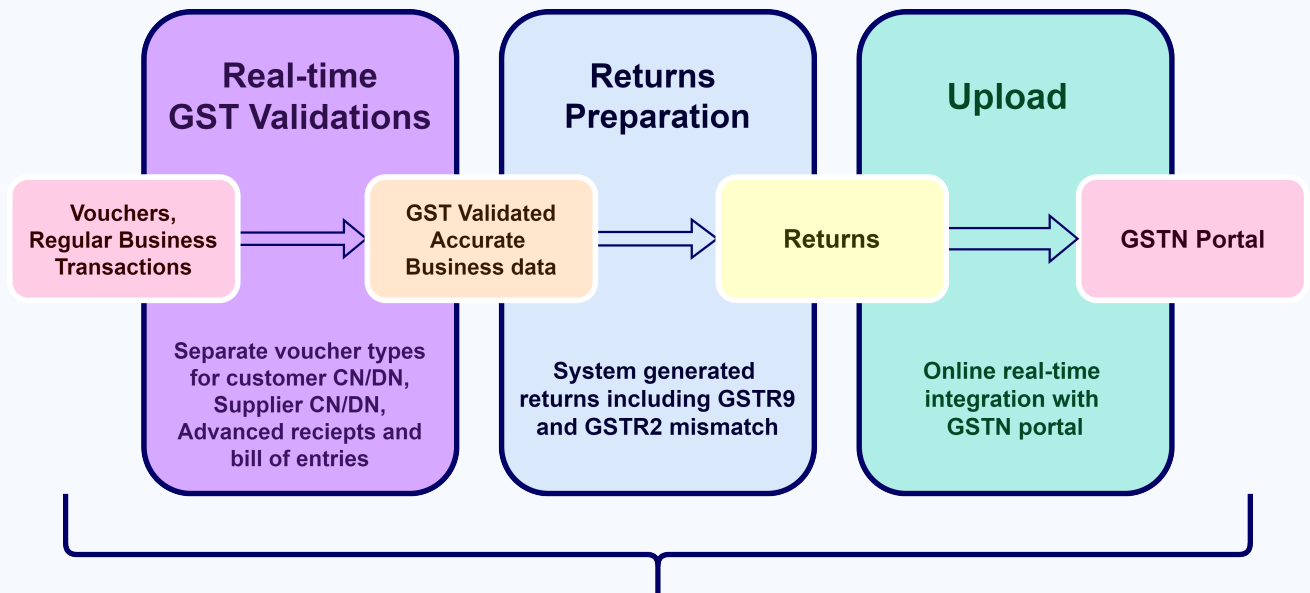 Real-time
GST Validations
Returns
Preparation
Upload
Vouchers,
Regular Business
Transactions
GST Validated
Accurate
Business data
Returns
GSTN Portal
Separate voucher types
for customer CN/DN,
Supplier CN/DN,
Advanced reciepts and
bill of entries
System generated
returns including GSTR9
and GSTR2 mismatch
Online real-time
integration with
GSTN portal